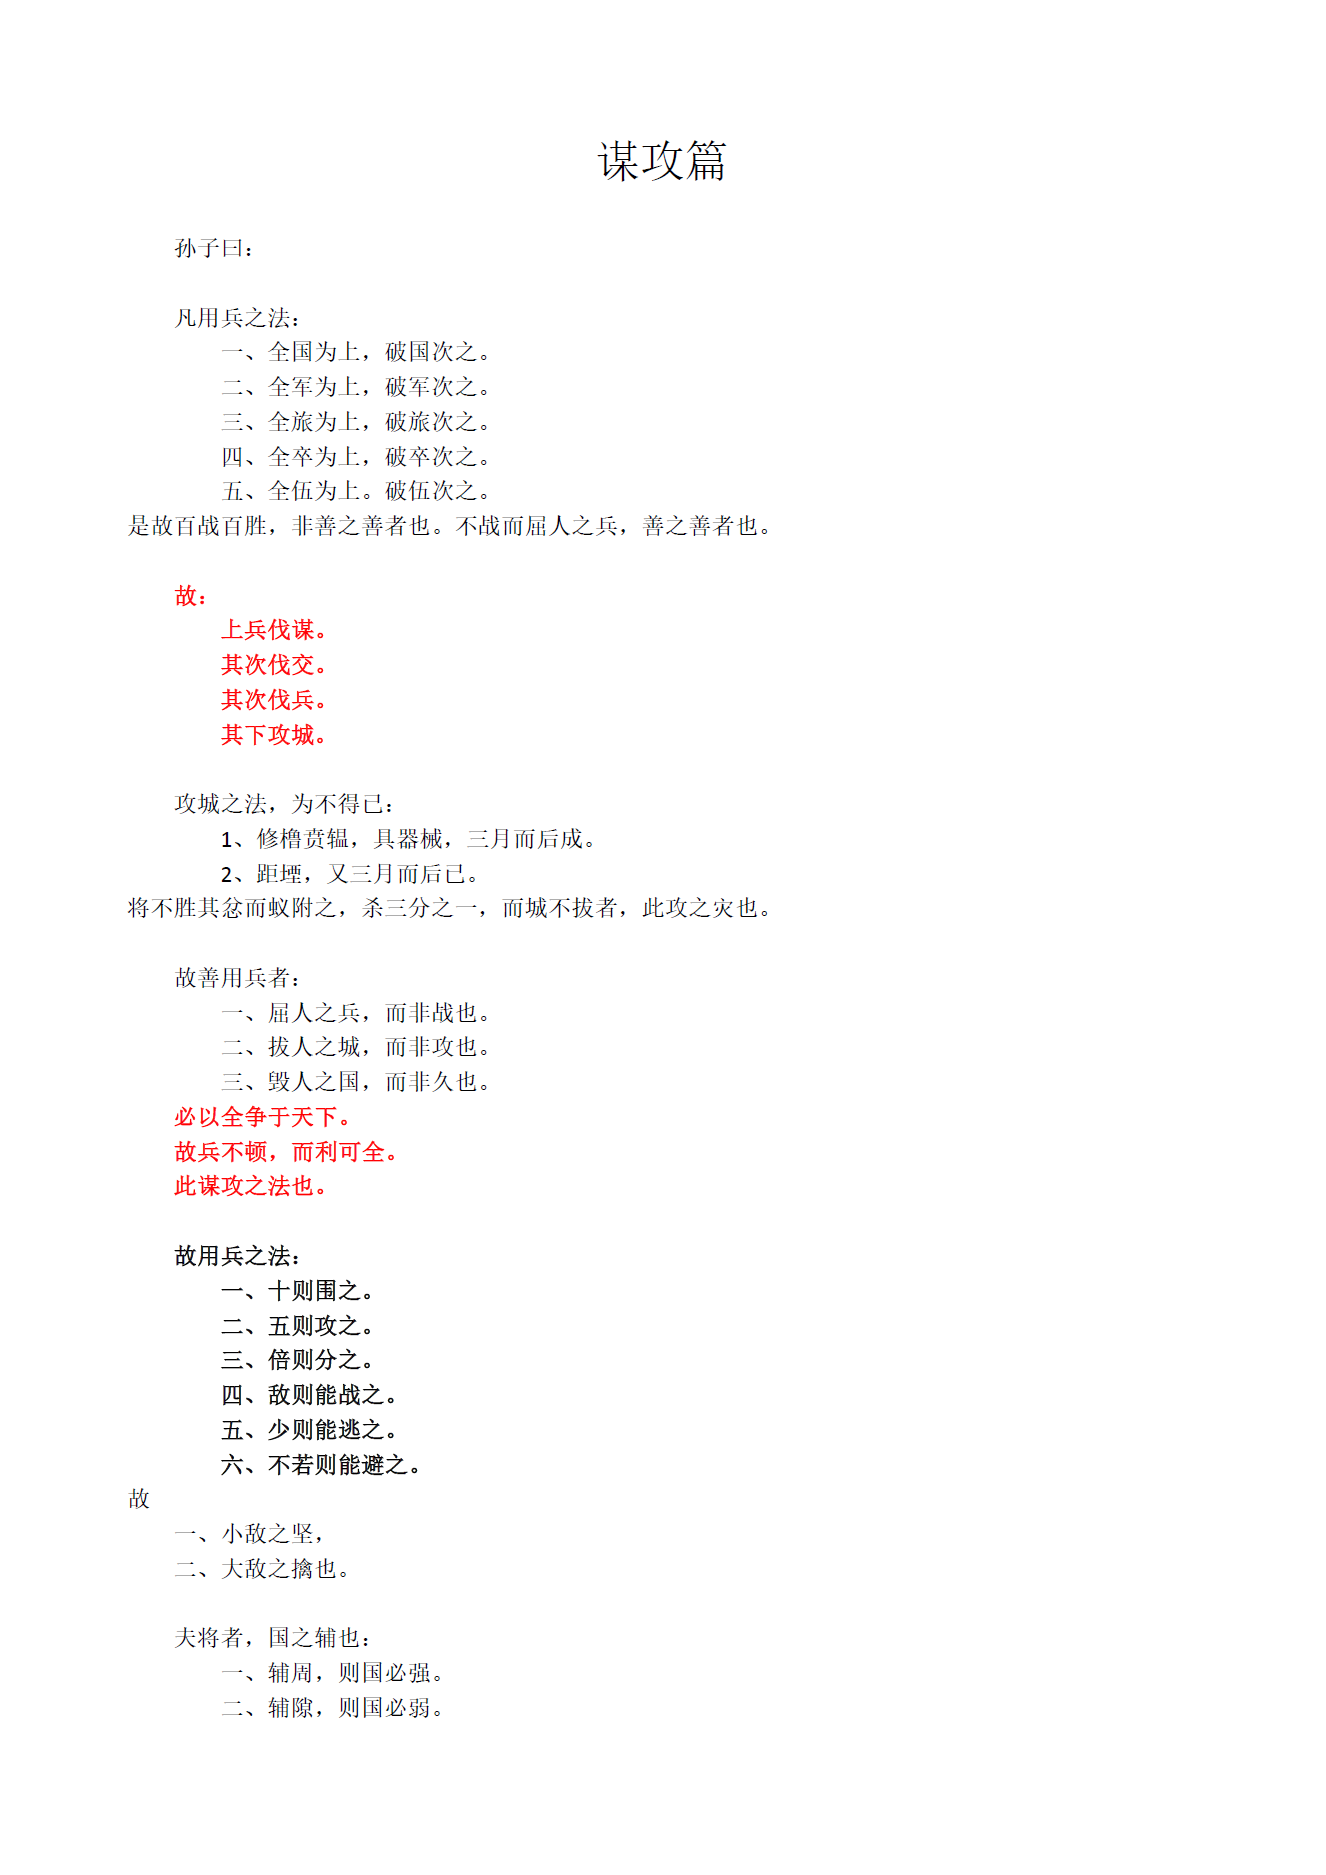 谋攻篇
孙子曰：
凡用兵之法：
一、全国为上，破国次之。
二、全军为上，破军次之。
三、全旅为上，破旅次之。
四、全卒为上，破卒次之。
五、全伍为上。破伍次之。
是故百战百胜，非善之善者也。不战而屈人之兵，善之善者也。
故：
上兵伐谋。
其次伐交。
其次伐兵。
其下攻城。
攻城之法，为不得已：
1、修橹贲辒，具器械，三月而后成。
2、距堙，又三月而后已。
将不胜其忿而蚁附之，杀三分之一，而城不拔者，此攻之灾也。
故善用兵者：
一、屈人之兵，而非战也。
二、拔人之城，而非攻也。
三、毁人之国，而非久也。
必以全争于天下。
故兵不顿，而利可全。
此谋攻之法也。
故用兵之法：
一、十则围之。
二、五则攻之。
三、倍则分之。
四、敌则能战之。
五、少则能逃之。
六、不若则能避之。
故
一、小敌之坚，
二、大敌之擒也。
夫将者，国之辅也：
一、辅周，则国必强。
二、辅隙，则国必弱。